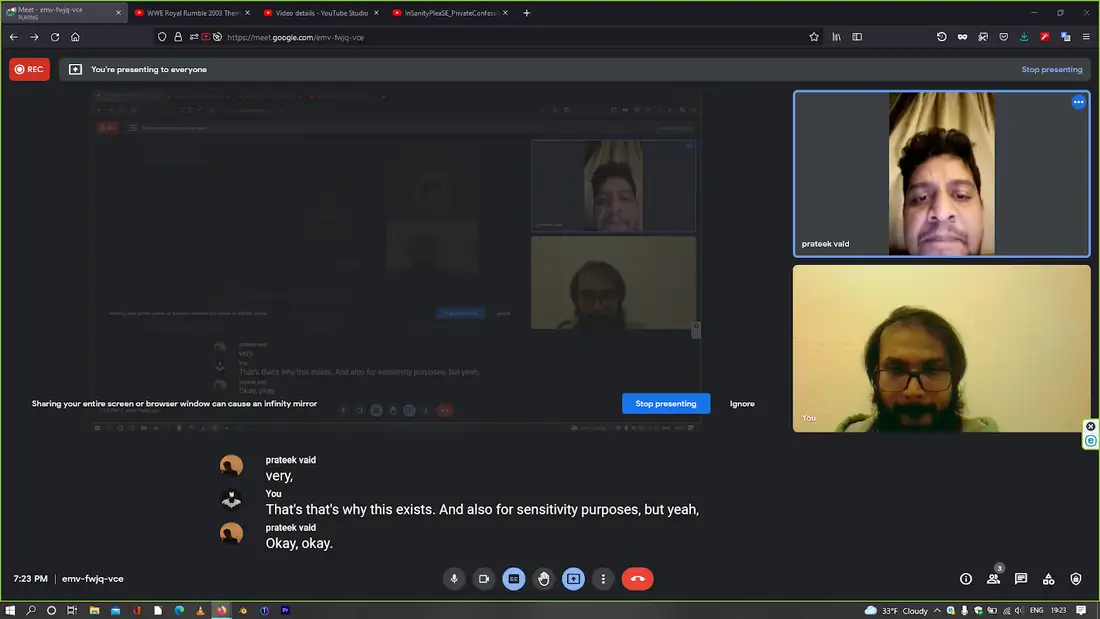 Meet - emv-fwjq-vce
PLAYING
WWE Royal Rumble 2003 Them
Video details - YouTube Studio
InSanityPleaSE_PrivateConfess
https://meet.google.com/emv-fwjq-vce
REC
You're presenting to everyone
Stop presenting
prateek vaid
You
Sharing your entire screen or browser window can cause an infinity mirror
Stop presenting
Ignore
prateek vaid
very,
You
That's that's why this exists. And also for sensitivity purposes, but yeah,
prateek vaid
Okay, okay.
7:23 PM | emv-fwjq-vce
3
33°F Cloudy
ENG
19:23